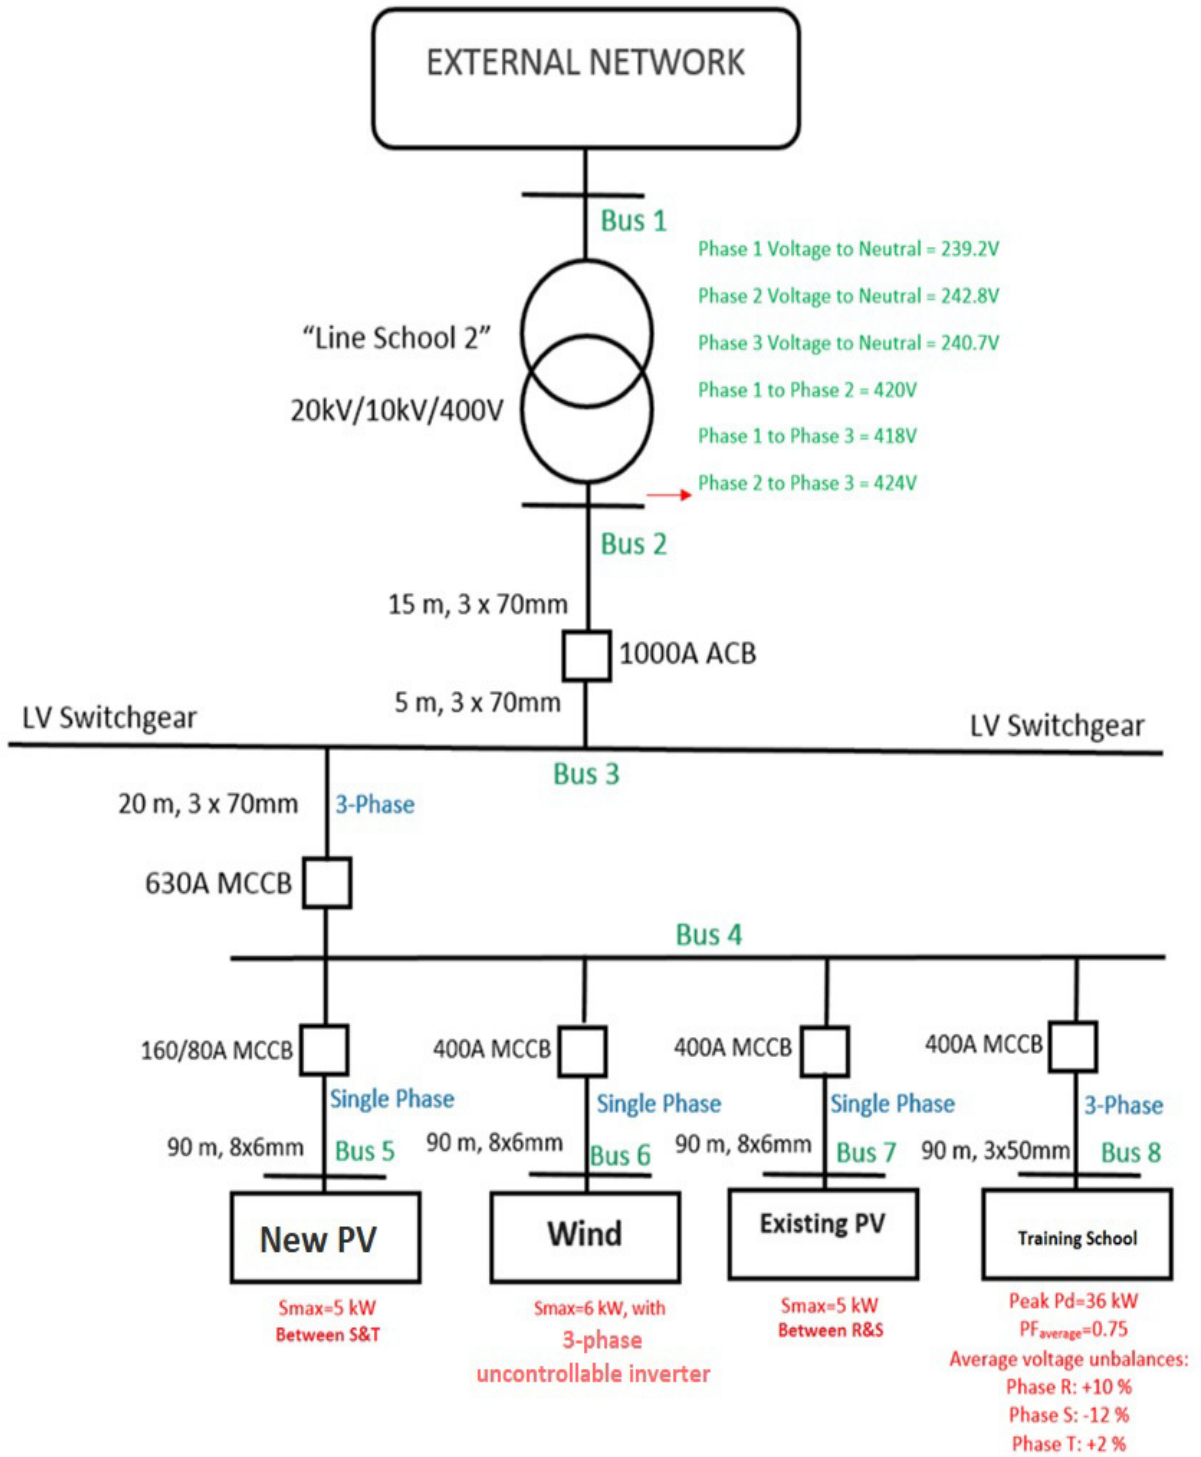 EXTERNAL NETWORK
Bus 1
Phase 1 Voltage to Neutral = 239.2V
Phase 2 Voltage to Neutral = 242.8V
“Line School 2”
Phase 3 Voltage to Neutral = 240.7V
20kV/10kV/400V
Phase 1 to Phase 2 = 420V
Phase 1 to Phase 3 = 418V
Phase 2 to Phase 3 = 424V
Bus 2
15 m, 3 x 70mm
1000A ACB
5 m, 3 x 70mm
LV Switchgear
LV Switchgear
Bus 3
20 m, 3 x 70mm
3-Phase
630A MCCB
Bus 4
160/80A MCCB
400A MCCB
400A MCCB
400A MCCB
Single Phase
Single Phase
Single Phase
3-Phase
90 m, 8x6mm
Bus 5
90 m, 8x6mm
Bus 6
90 m, 8x6mm
Bus 7
90 m, 3x50mm
Bus 8
New PV
Wind
Existing PV
Training School
Smax=5 kW
Between S&T
Smax=6 kW, with
3-phase
uncontrollable inverter
Smax=5 kW
Between R&S
Peak Pd=36 kW
PFaverage=0.75
Average voltage unbalances:
Phase R: +10 %
Phase S: -12 %
Phase T: +2 %